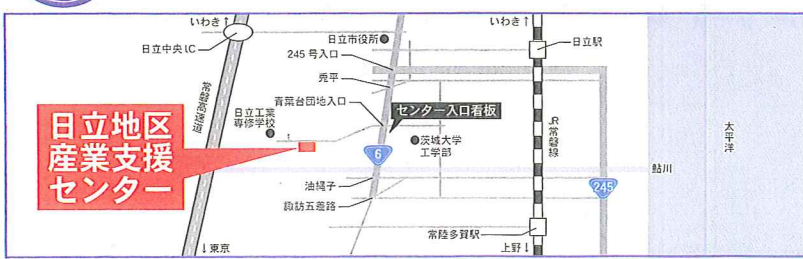 いわき↑
いわき↑
日立市役所
日立駅
日立中央I.C
245号入口
兎平
常磐高速道
青葉台団地入口
センター入口看板
日立工業
専修学校
↑
日立地区
産業支援
センター
JR常磐線
太平洋
茨城大学
工学部
6
鮎川
油縄子
245
諏訪五差路
常陸多賀駅
↓東京
上野↓